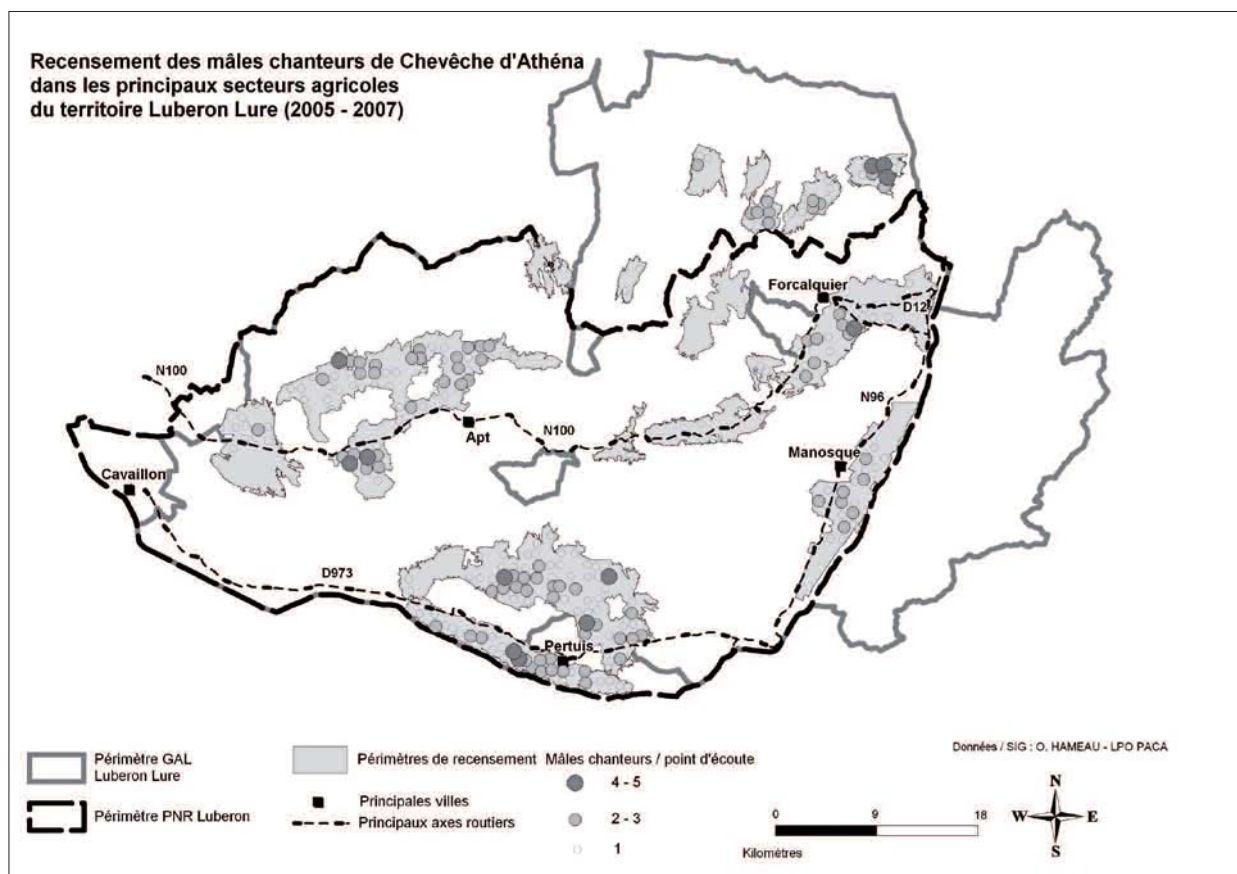 Recensement des mâles chanteurs de Chevêche d'Athéna
dans les principaux secteurs agricoles
du territoire Luberon Lure (2005 - 2007)
Forcalquier
D12
N100
N96
Apt
N100
Manosque
Cavaillon
D973
Pertuis
Périmètre GAL
Luberon Lure
Périmètre PNR Luberon
Périmètres de recensement
Principales villes
Principaux axes routiers
Mâles chanteurs / point d'écoute
4 - 5
2 - 3
1
Données / SIG : O. HAMEAU - LPO PACA
0 9 18
Kilomètres
N
W E
S